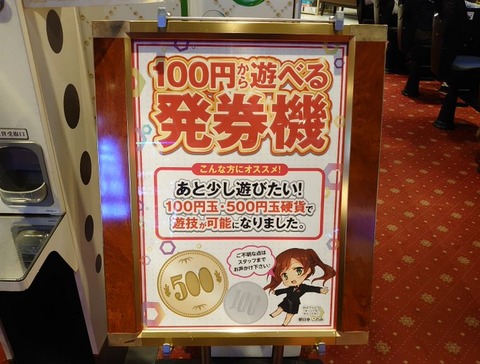 100円から遊べる
発券機
こんな方にオススメ!
あと少し遊びたい!
100円玉・500円玉硬貨で
遊技が可能になりました。
ご不明な点は
スタッフまで
お声かけ下さい!
500
100